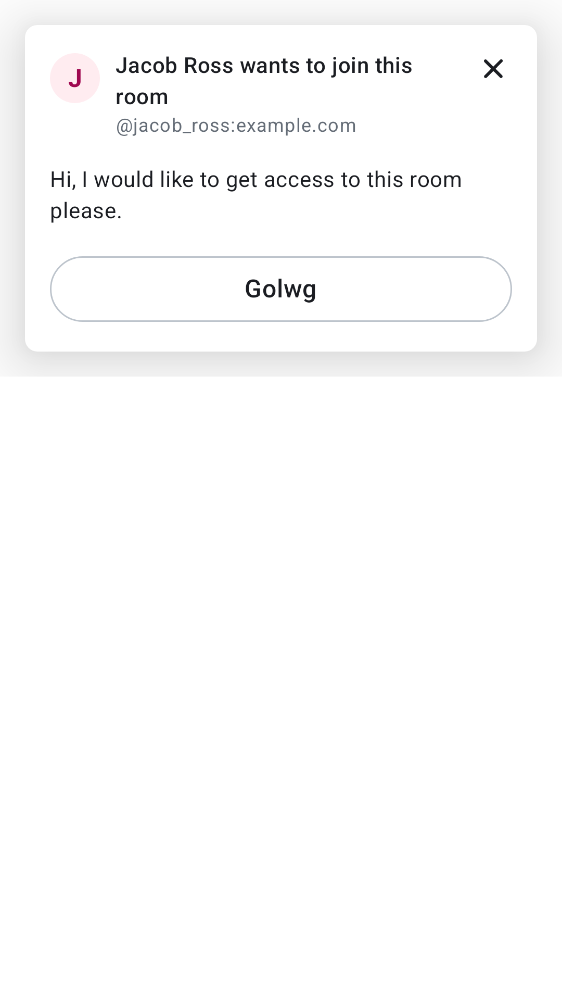 J
Jacob Ross wants to join this
room
@jacob_ross:example.com
Hi, I would like to get access to this room
please.
Golwg